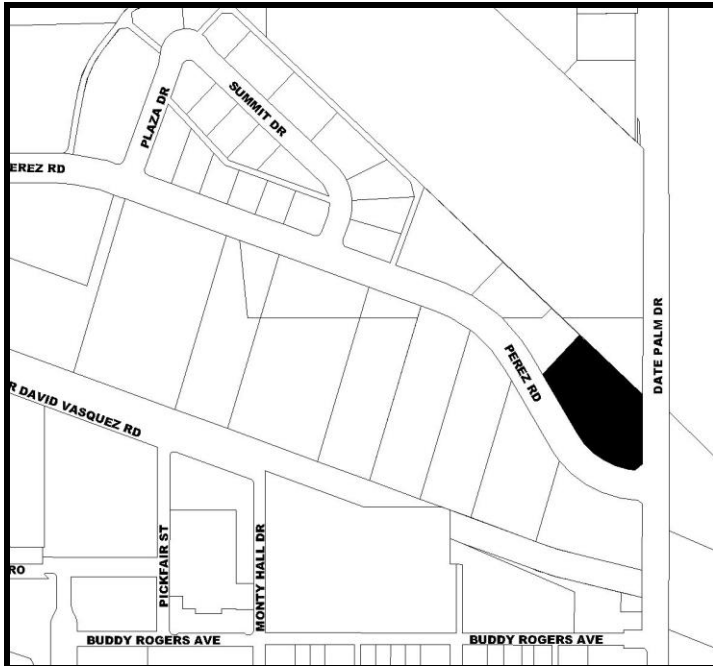 SUMMIT DR
PLAZA DR
EREZ RD
DATE PALM DR
PEREZ RD
R DAVID VASQUEZ RD
PICKFAIR ST
MONTY HALL DR
RO
BUDDY ROGERS AVE
BUDDY ROGERS AVE